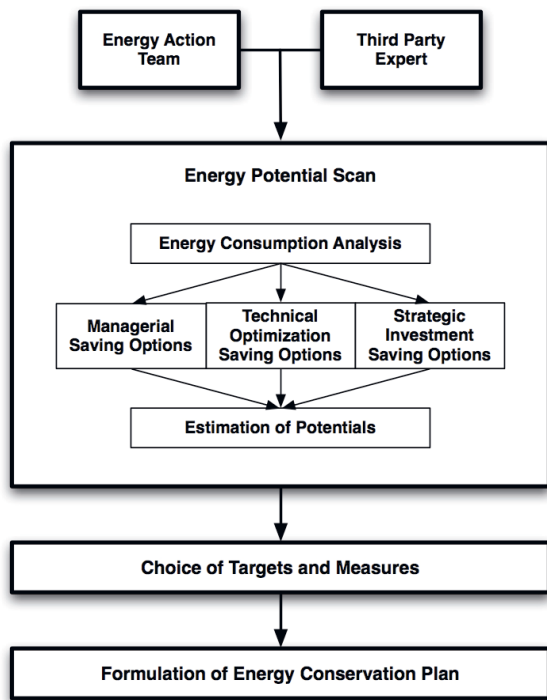 Energy Action
Team
Third Party
Expert
Energy Potential Scan
Energy Consumption Analysis
Managerial
Saving Options
Technical
Optimization
Saving Options
Strategic
Investment
Saving Options
Estimation of Potentials
Choice of Targets and Measures
Formulation of Energy Conservation Plan